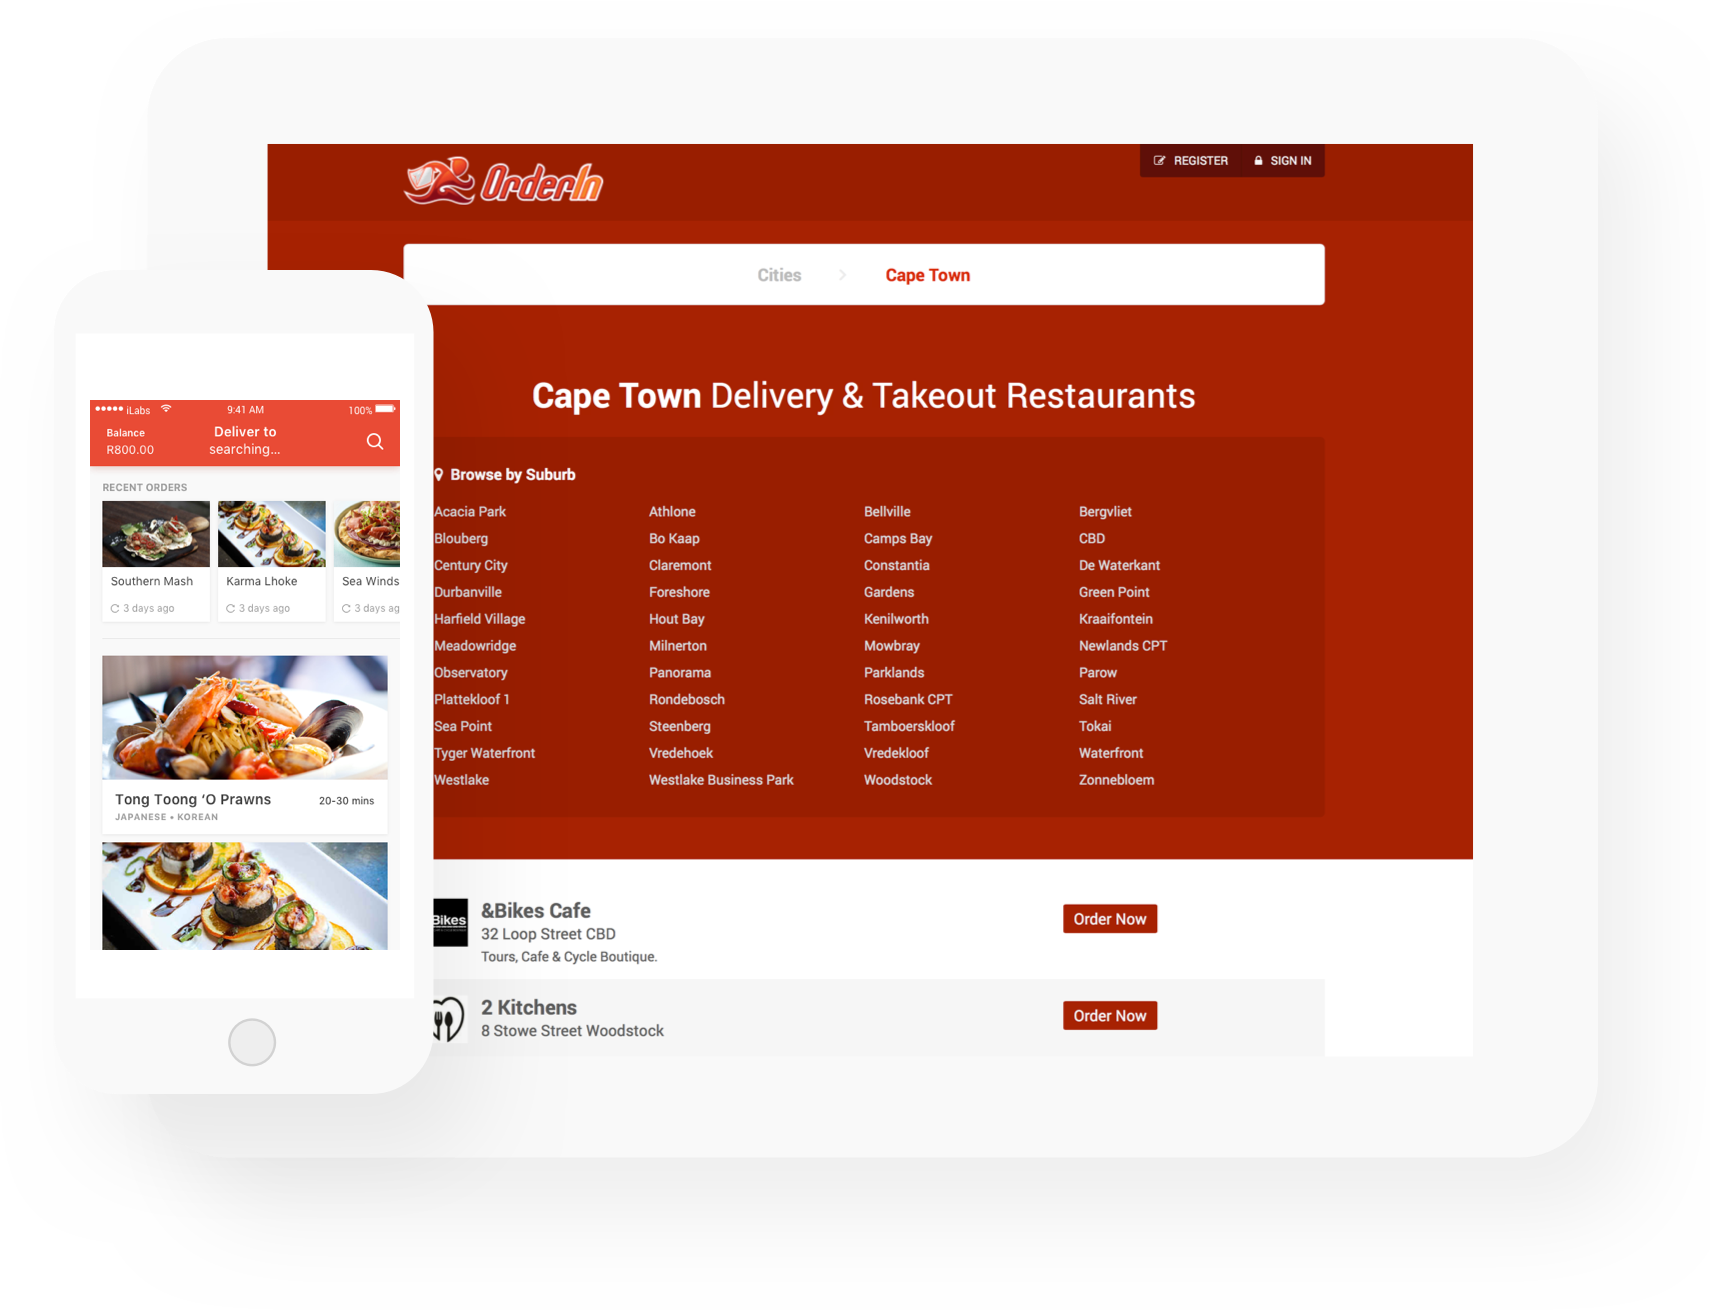 OrderIn
REGISTER
SIGN IN
Cities
Cape Town
Cape Town Delivery & Takeout Restaurants
Browse by Suburb
Acacia Park Athlone Bellville Bergvliet
Blouberg Bo Kaap Camps Bay CBD
Century City Claremont Constantia De Waterkant
Durbanville Foreshore Gardens Green Point
Harfield Village Hout Bay Kenilworth Kraaifontein
Meadowridge Milnerton Mowbray Newlands CPT
Observatory Panorama Parklands Parow
Plattekloof 1 Rondebosch Rosebank CPT Salt River
Sea Point Steenberg Tamboerskloof Tokai
Tyger Waterfront Vredehoek Vredekloof Waterfront
Westlake Westlake Business Park Woodstock Zonnebloem
Bikes
&Bikes Cafe
32 Loop Street CBD
Tours, Cafe & Cycle Boutique.
Order Now
2 Kitchens
8 Stowe Street Woodstock
Order Now
iLabs 9:41 AM 100%
Balance
R800.00
Deliver to
searching...
RECENT ORDERS
Southern Mash
3 days ago
Karma Lhoke
3 days ago
Sea Winds
3 days ag
Tong Toong ‘O Prawns 20-30 mins
JAPANESE • KOREAN